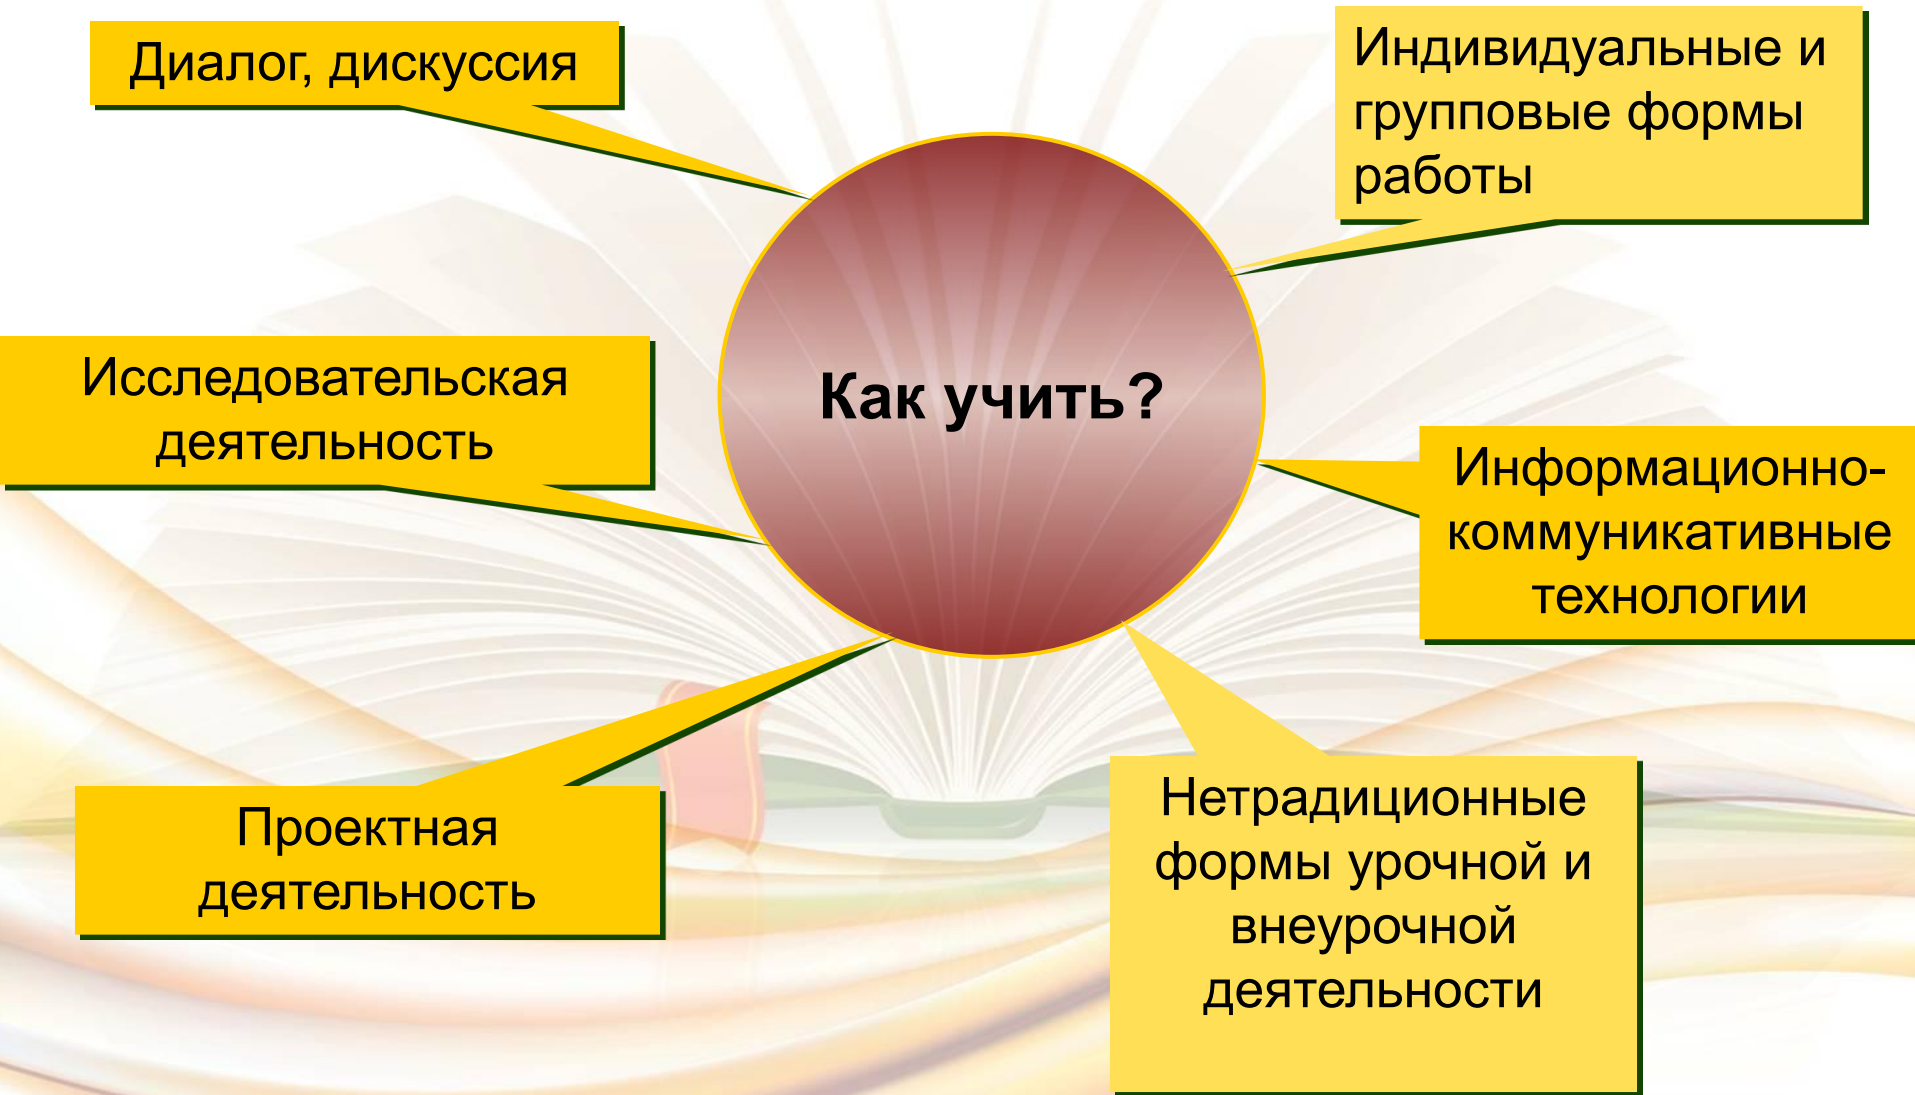 Диалог, дискуссия
Индивидуальные и
групповые формы
работы
Исследовательская
деятельность
Как учить?
Информационно-
коммуникативные
технологии
Проектная
деятельность
Нетрадиционные
формы урочной и
внеурочной
деятельности